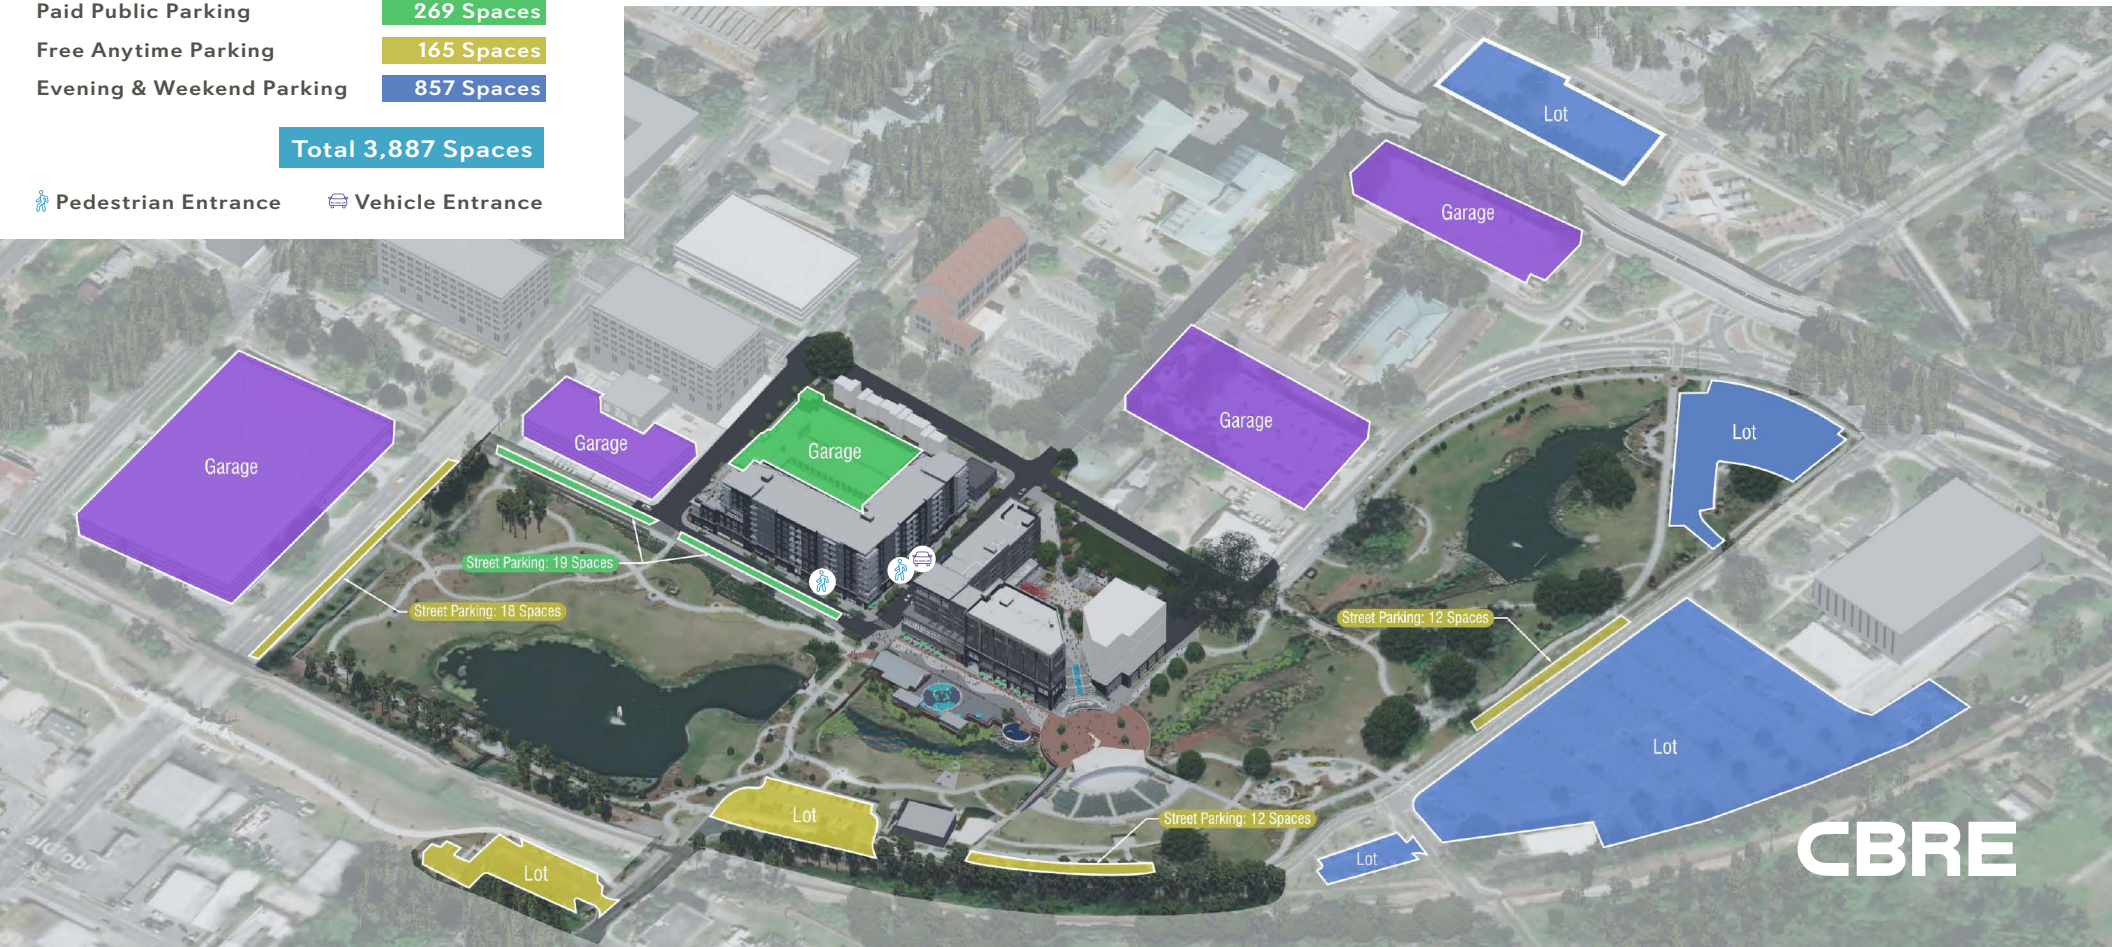 Paid Public Parking 269 Spaces
Free Anytime Parking 165 Spaces
Evening & Weekend Parking 857 Spaces
Total 3,887 Spaces
Pedestrian Entrance Vehicle Entrance
Lot
Garage
Garage
Garage
Garage
Garage
Lot
Street Parking: 19 Spaces
Street Parking: 18 Spaces
Street Parking: 12 Spaces
Lot
Lot
Street Parking: 12 Spaces
Lot
Lot
CBRE